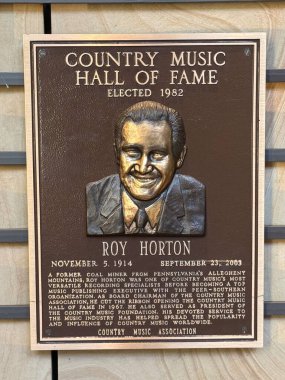 COUNTRY MUSIC
HALL OF FAME
ELECTED 1982
ROY HORTON
NOVEMBER 5, 1914 SEPTEMBER 23, 2003
A FORMER COAL MINER FROM PENNSYLVANIA'S ALLEGHENY
MOUNTAINS, ROY HORTON WAS ONE OF COUNTRY MUSIC'S MOST
VERSATILE RECORDING SPECIALISTS BEFORE BECOMING A TOP
MUSIC PUBLISHING EXECUTIVE WITH THE PEER-SOUTHERN
ORGANIZATION. AS BOARD CHAIRMAN OF THE COUNTRY MUSIC
ASSOCIATION, HE CUT THE RIBBON OPENING THE COUNTRY MUSIC
HALL OF FAME IN 1967. HE ALSO SERVED AS PRESIDENT OF
THE COUNTRY MUSIC FOUNDATION. HIS DEVOTED SERVICE TO
THE MUSIC INDUSTRY HAS HELPED SPREAD THE POPULARITY
AND INFLUENCE OF COUNTRY MUSIC WORLDWIDE.
COUNTRY MUSIC ASSOCIATION